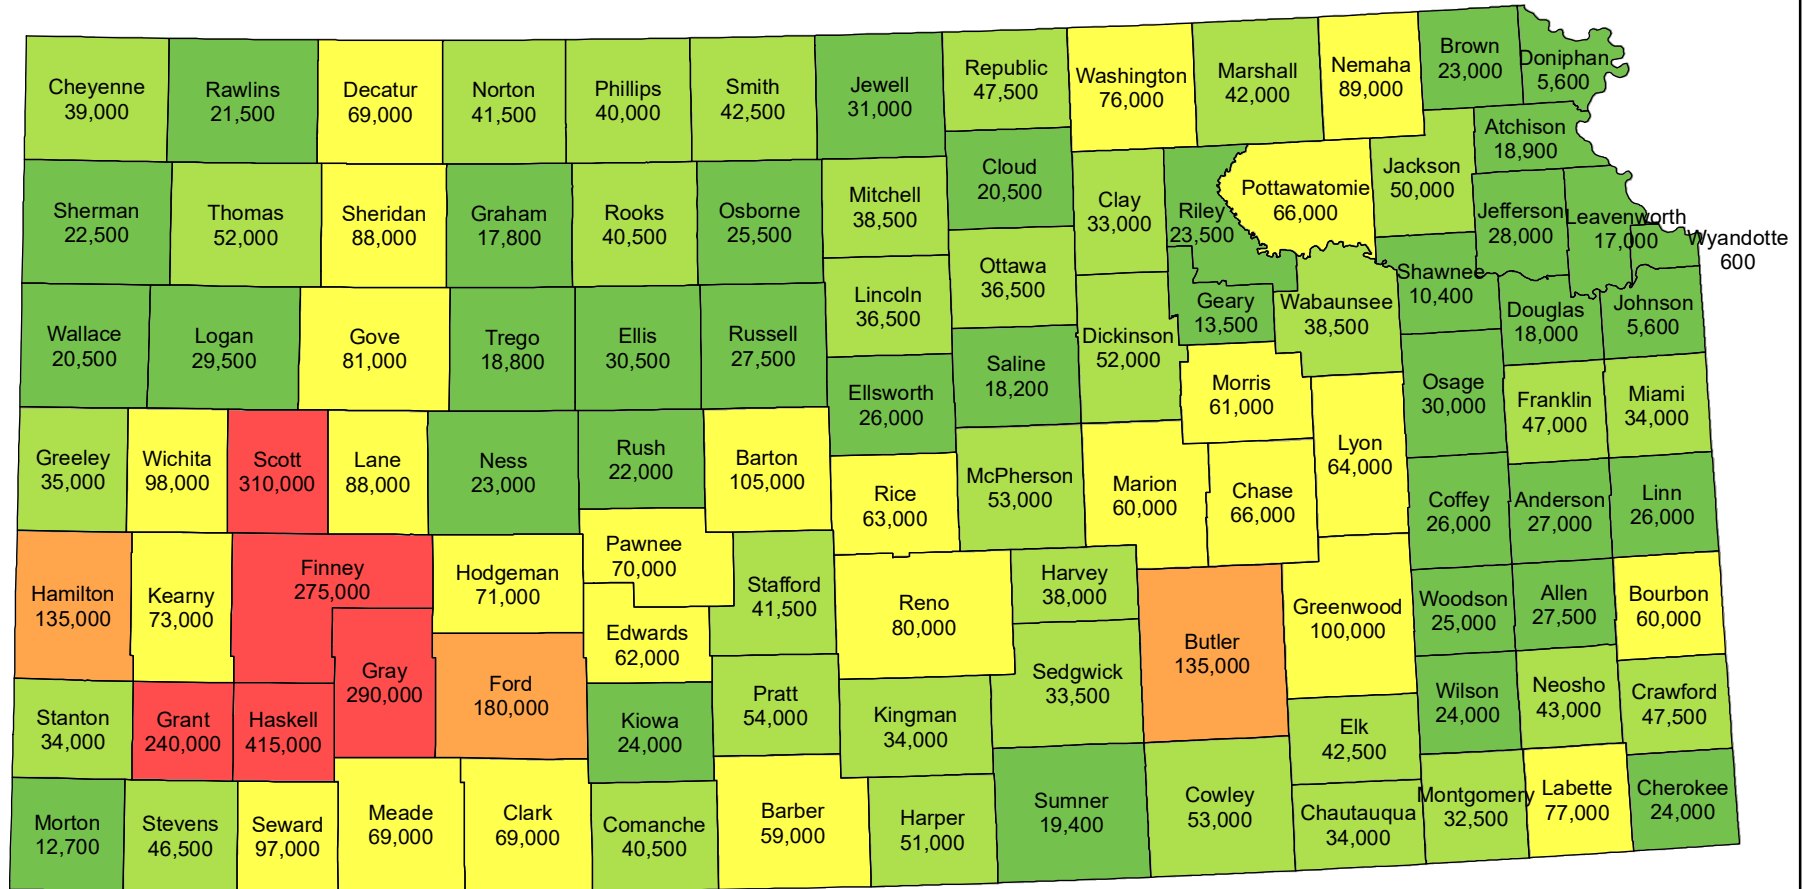 Cheyenne
39,000
Rawlins
21,500
Decatur
69,000
Norton
41,500
Phillips
40,000
Smith
42,500
Jewell
31,000
Republic
47,500
Washington
76,000
Marshall
42,000
Nemaha
89,000
Brown
23,000
Doniphan
5,600
Atchison
18,900
Sherman
22,500
Thomas
52,000
Sheridan
88,000
Graham
17,800
Rooks
40,500
Osborne
25,500
Mitchell
38,500
Cloud
20,500
Clay
33,000
Riley
23,500
Pottawatomie
66,000
Jackson
50,000
Jefferson
28,000
Leavenworth
17,000
Wyandotte
600
Wallace
20,500
Logan
29,500
Gove
81,000
Trego
18,800
Ellis
30,500
Russell
27,500
Lincoln
36,500
Ottawa
36,500
Dickinson
52,000
Geary
13,500
Wabaunsee
38,500
Shawnee
10,400
Douglas
18,000
Johnson
5,600
Ellsworth
26,000
Saline
18,200
Morris
61,000
Osage
30,000
Franklin
47,000
Miami
34,000
Greeley
35,000
Wichita
98,000
Scott
310,000
Lane
88,000
Ness
23,000
Rush
22,000
Barton
105,000
Rice
63,000
McPherson
53,000
Marion
60,000
Chase
66,000
Lyon
64,000
Coffey
26,000
Anderson
27,000
Linn
26,000
Hamilton
135,000
Kearny
73,000
Finney
275,000
Hodgeman
71,000
Pawnee
70,000
Stafford
41,500
Edwards
62,000
Reno
80,000
Harvey
38,000
Butler
135,000
Greenwood
100,000
Woodson
25,000
Allen
27,500
Bourbon
60,000
Gray
290,000
Ford
180,000
Sedgwick
33,500
Stanton
34,000
Grant
240,000
Haskell
415,000
Kiowa
24,000
Pratt
54,000
Kingman
34,000
Elk
42,500
Wilson
24,000
Neosho
43,000
Crawford
47,500
Morton
12,700
Stevens
46,500
Seward
97,000
Meade
69,000
Clark
69,000
Comanche
40,500
Barber
59,000
Harper
51,000
Sumner
19,400
Cowley
53,000
Chautauqua
34,000
Montgomery
32,500
Labette
77,000
Cherokee
24,000